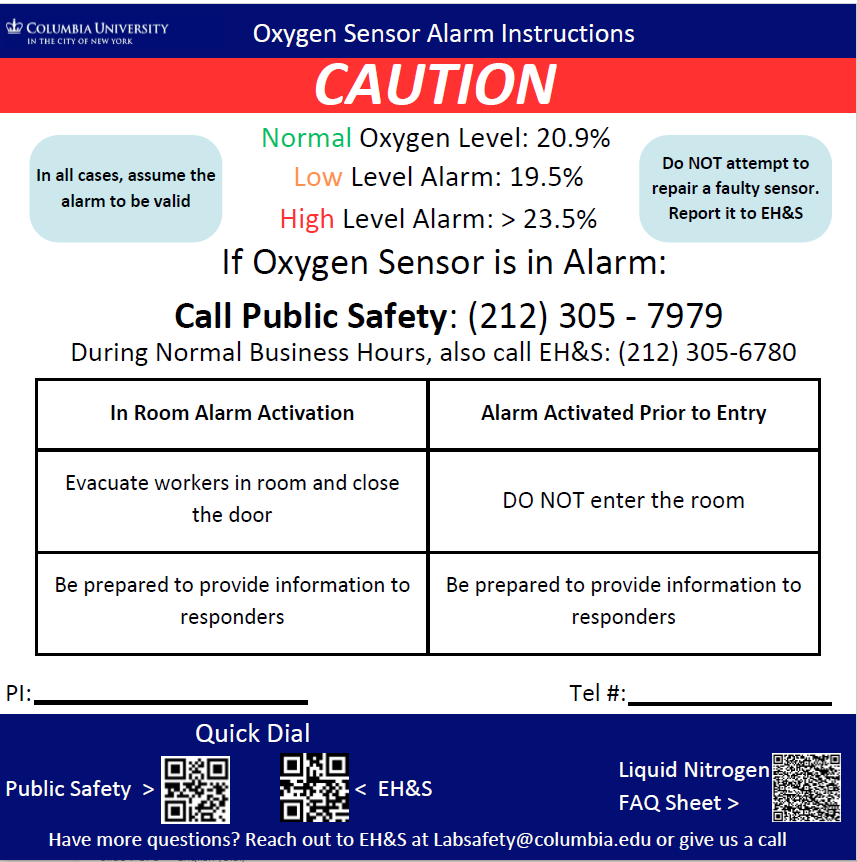 COLUMBIA UNIVERSITY
IN THE CITY OF NEW YORK
Oxygen Sensor Alarm Instructions
CAUTION
In all cases, assume the
alarm to be valid
Normal Oxygen Level: 20.9%
Low Level Alarm: 19.5%
High Level Alarm: > 23.5%
Do NOT attempt to
repair a faulty sensor.
Report it to EH&S
If Oxygen Sensor is in Alarm:
Call Public Safety: (212) 305 - 7979
During Normal Business Hours, also call EH&S: (212) 305-6780
In Room Alarm Activation
Alarm Activated Prior to Entry
Evacuate workers in room and close
the door
DO NOT enter the room
Be prepared to provide information to
responders
Be prepared to provide information to
responders
PI:
Tel #:
Quick Dial
Public Safety >
< EH&S
Liquid Nitrogen
FAQ Sheet >
Have more questions? Reach out to EH&S at Labsafety@columbia.edu or give us a call